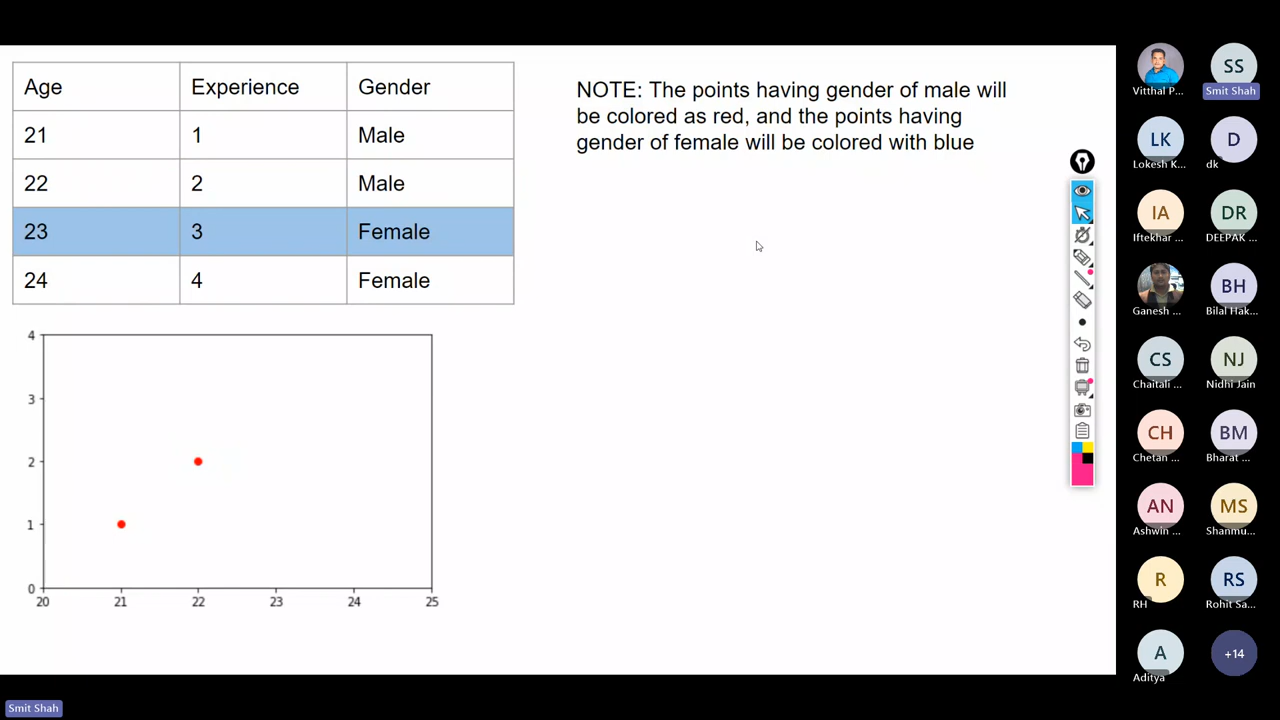 Age Experience Gender
21 1 Male
22 2 Male
23 3 Female
24 4 Female
NOTE: The points having gender of male will
be colored as red, and the points having
gender of female will be colored with blue
4
3
2
1
0
20 21 22 23 24 25
Vitthal P...
SS
Smit Shah
LK
Lokesh K...
D
dk
IA
Iftekhar ...
DR
DEEPAK ...
Ganesh ...
BH
Bilal Hak...
CS
Chaitali ...
NJ
Nidhi Jain
CH
Chetan ...
BM
Bharat ...
AN
Ashwin ...
MS
Shanmu...
R
RH
RS
Rohit Sa...
A
Aditya
+14
Smit Shah